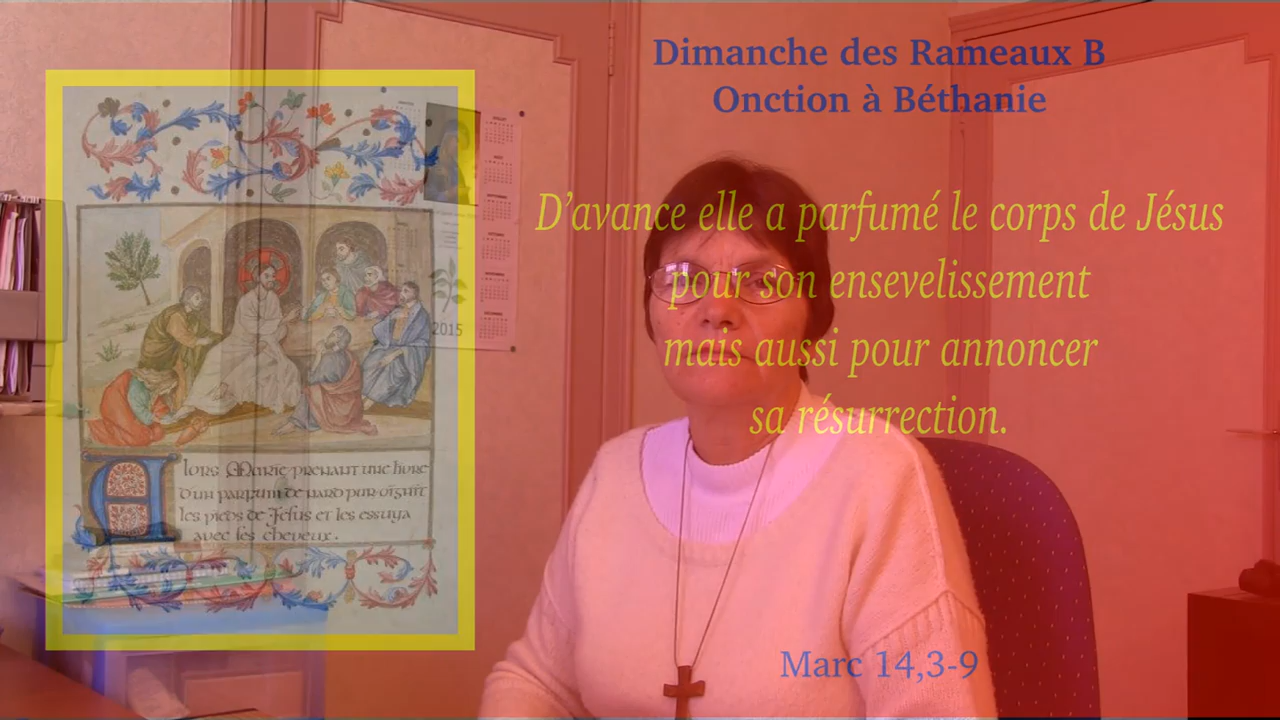 Dimanche des Rameaux B
Onction à Béthanie
D'avance elle a parfumé le corps de Jésus
pour son ensevelissement
mais aussi pour annoncer
sa résurrection.
2015
Alors Marie prenant une livre
d'un parfum de nard pur oignit
les pieds de Jesus et les essuya
avec ses cheveux.
Marc 14,3-9